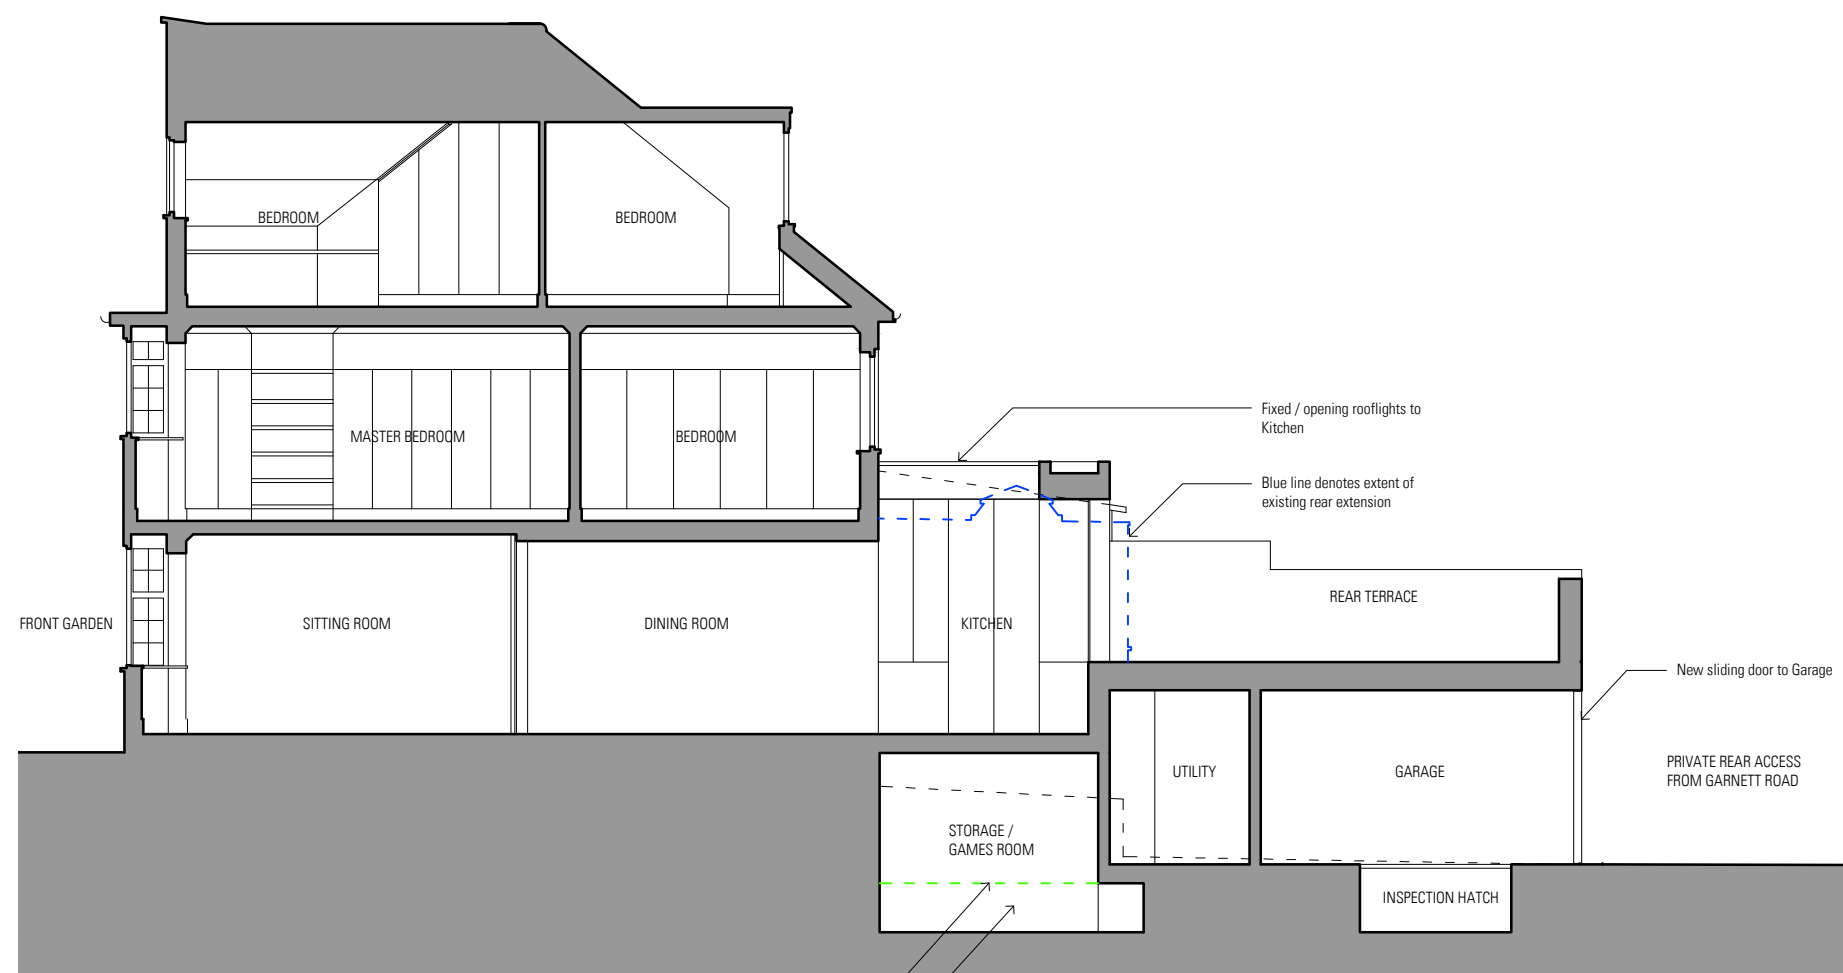 BEDROOM
BEDROOM
MASTER BEDROOM
BEDROOM
Fixed / opening rooflights to
Kitchen
Blue line denotes extent of
existing rear extension
FRONT GARDEN
SITTING ROOM
DINING ROOM
KITCHEN
REAR TERRACE
New sliding door to Garage
UTILITY
GARAGE
PRIVATE REAR ACCESS
FROM GARNETT ROAD
STORAGE /
GAMES ROOM
INSPECTION HATCH